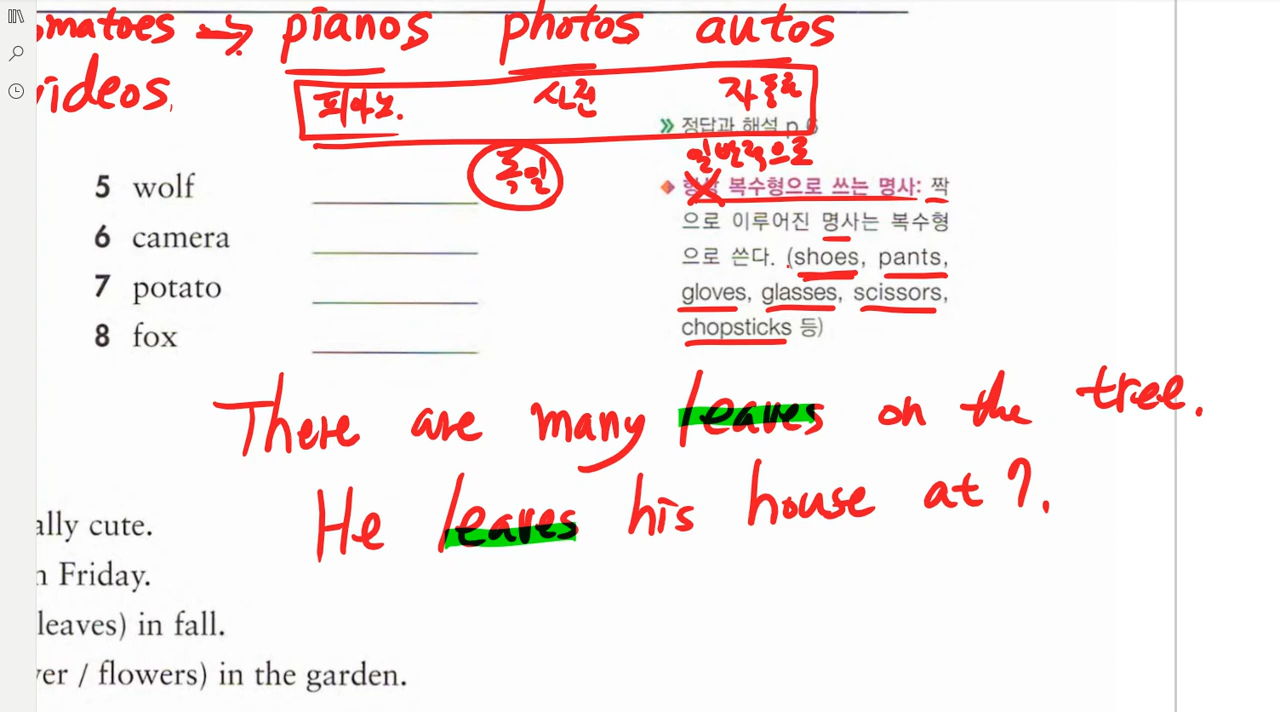 matoes → pianos photos autos
videos.
피아노. 사진 자동차
정답과 해설 p.6
일반적으로
독일
5 wolf
6 camera
7 potato
8 fox
항상 복수형으로 쓰는 명사: 짝
으로 이루어진 명사는 복수형
으로 쓴다. (shoes, pants,
gloves, glasses, scissors,
chopsticks 등)
There are many leaves on the tree.
He leaves his house at 7.
ally cute.
n Friday.
leaves) in fall.
er / flowers) in the garden.